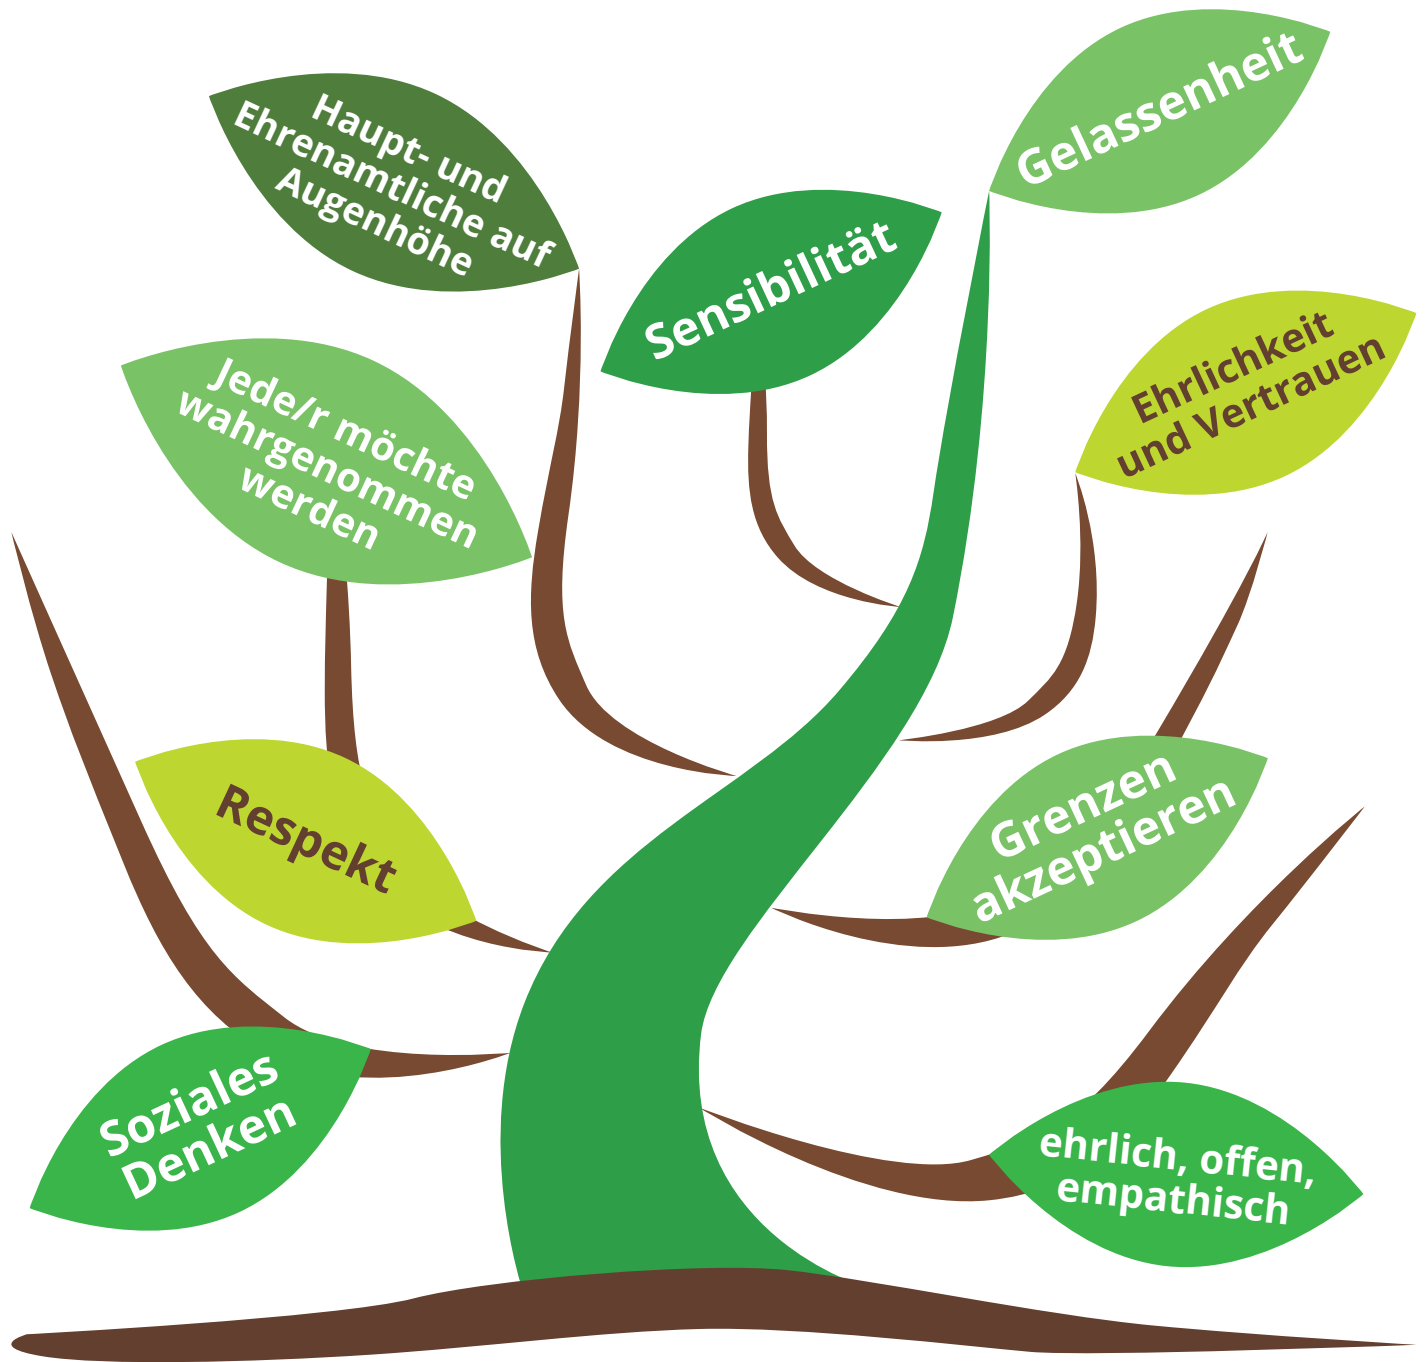 Gelassenheit
Haupt- und
Ehrenamtliche auf
Augenhöhe
Sensibilität
Ehrlichkeit
und Vertrauen
Jede/r möchte
wahrgenommen
werden
Respekt
Grenzen
akzeptieren
Soziales
Denken
ehrlich, offen,
empathisch